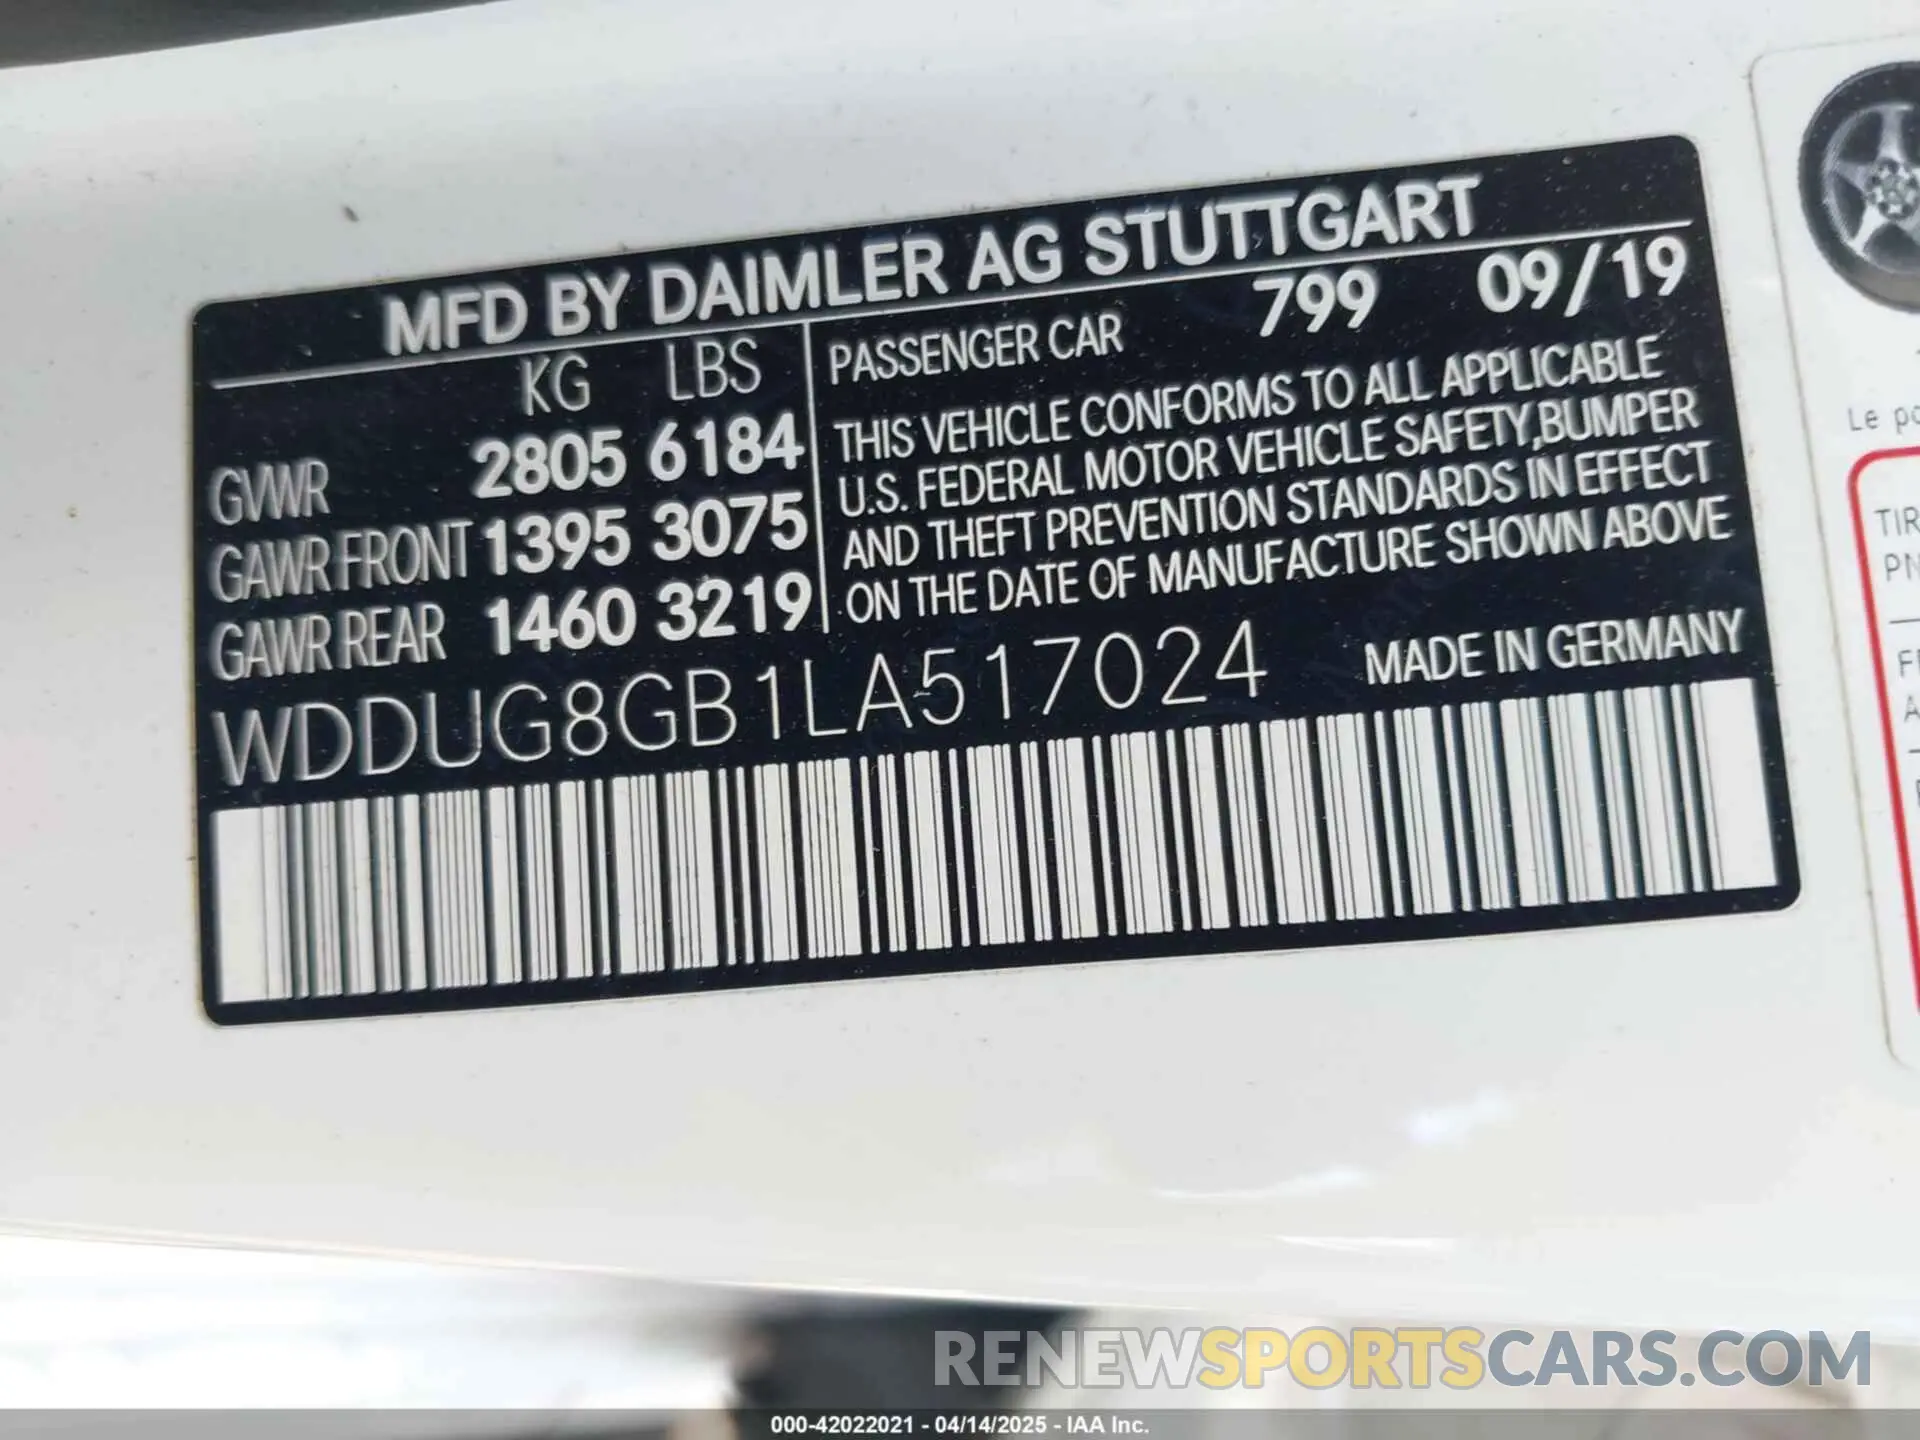 MFD BY DAIMLER AG STUTTGART
KG LBS
GVWR 2805 6184
GAWR FRONT 1395 3075
GAWR REAR 1460 3219
PASSENGER CAR 799 09/19
THIS VEHICLE CONFORMS TO ALL APPLICABLE
U.S. FEDERAL MOTOR VEHICLE SAFETY,BUMPER
AND THEFT PREVENTION STANDARDS IN EFFECT
ON THE DATE OF MANUFACTURE SHOWN ABOVE
WDDUG8GB1LA517024 MADE IN GERMANY
Le
RENEWSPORTSCARS.COM
000-42022021 - 04/14/2025 - IAA Inc.